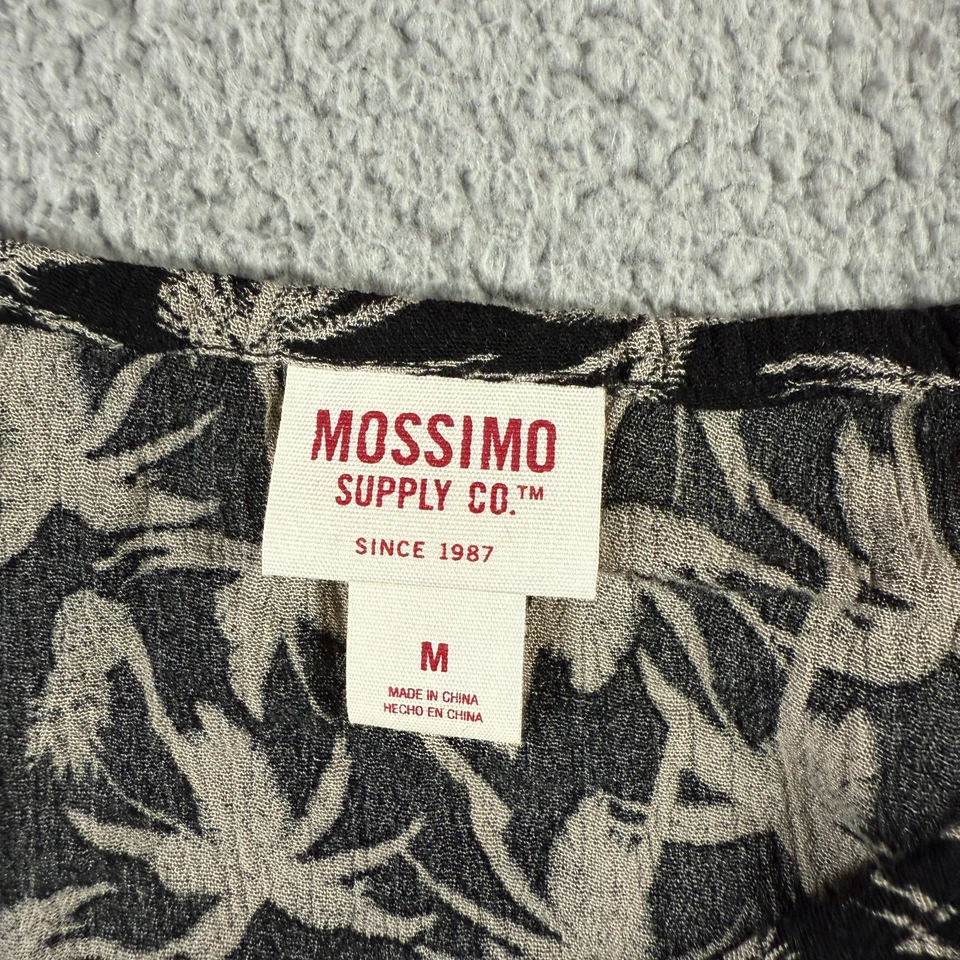 MOSSIMO
SUPPLY CO.™
SINCE 1987
M
MADE IN CHINA
HECHO EN CHINA